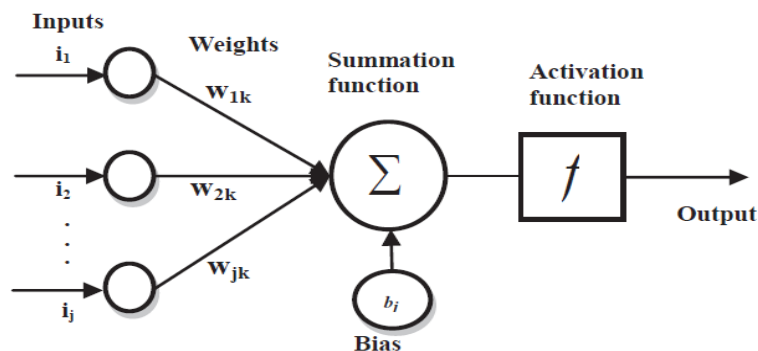 Inputs
i1
Weights
w1k
Summation
function
Activation
function
i2
w2k
∑
f
Output
.
.
.
wjk
ij
bi
Bias